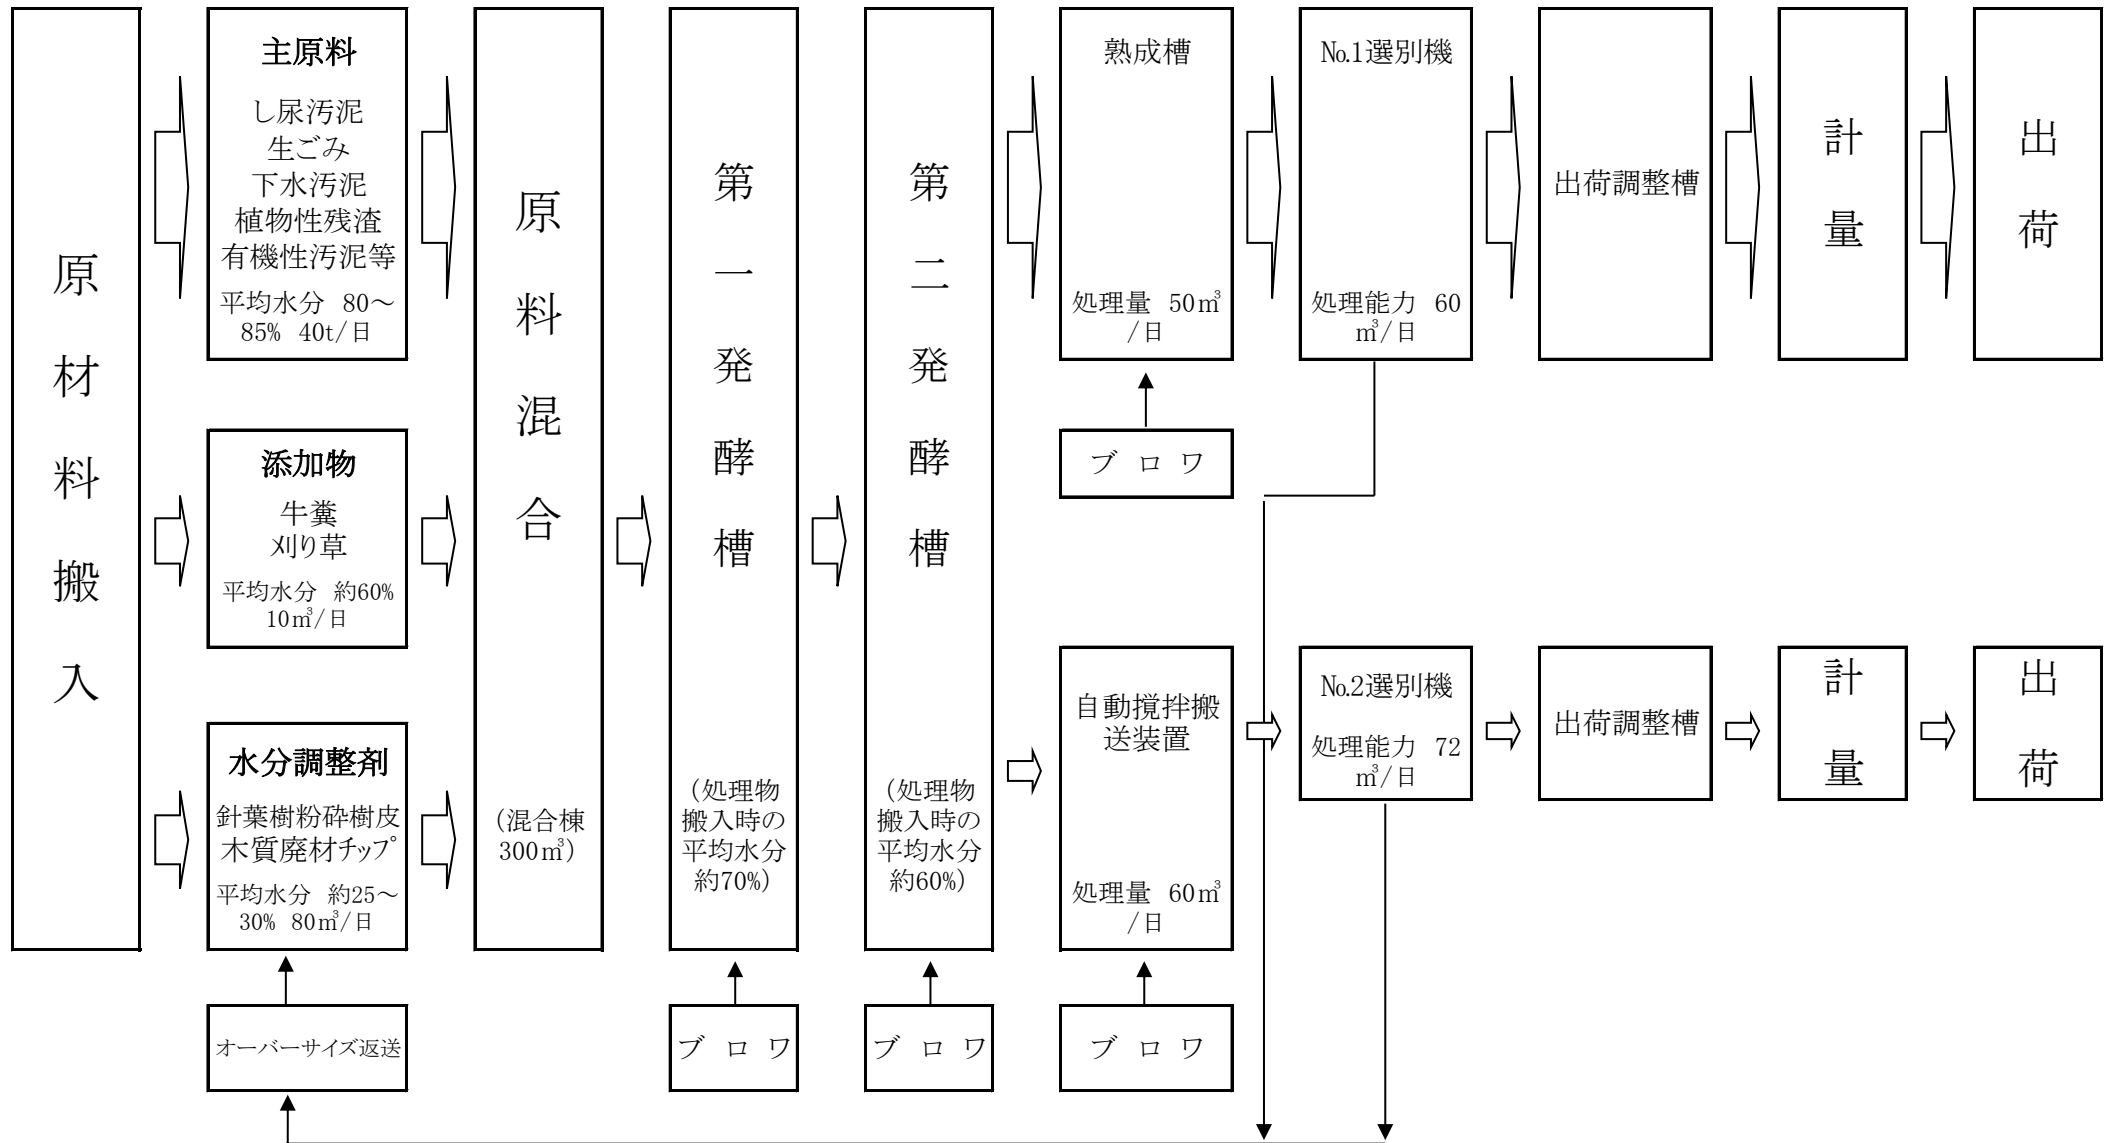 原材料搬入
主原料
し尿汚泥
生ごみ
下水汚泥
植物性残渣
有機性汚泥等
平均水分 80～
85% 40t/日
添加物
牛糞
刈り草
平均水分 約60%
10㎥/日
水分調整剤
針葉樹粉砕樹皮
木質廃材チップ
平均水分 約25～
30% 80㎥/日
オーバーサイズ返送
原料混合
（混合棟
300㎥）
第一発酵槽
（処理物
搬入時の
平均水分
約70%）
ブロワ
第二発酵槽
（処理物
搬入時の
平均水分
約60%）
ブロワ
熟成槽
処理量 50㎥
/日
ブロワ
自動撹拌搬
送装置
処理量 60㎥
/日
ブロワ
№1選別機
処理能力 60
㎥/日
№2選別機
処理能力 72
㎥/日
出荷調整槽
出荷調整槽
計量
計量
出荷
出荷